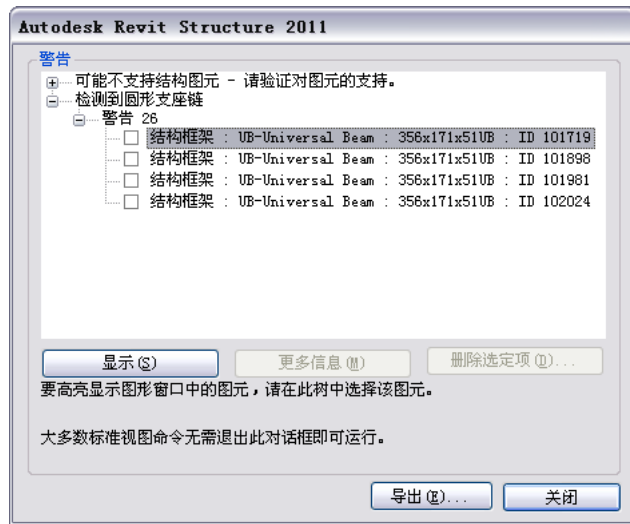 Autodesk Revit Structure 2011
警告
可能不支持结构图元 - 请验证对图元的支持。
检测到圆形支座链
警告 26
结构框架 : UB-Universal Beam : 356x171x51UB : ID 101719
结构框架 : UB-Universal Beam : 356x171x51UB : ID 101898
结构框架 : UB-Universal Beam : 356x171x51UB : ID 101981
结构框架 : UB-Universal Beam : 356x171x51UB : ID 102024
显示(S) 更多信息(M) 删除选定项(D)...
要高亮显示图形窗口中的图元，请在此树中选择该图元。
大多数标准视图命令无需退出此对话框即可运行。
导出(E)... 关闭